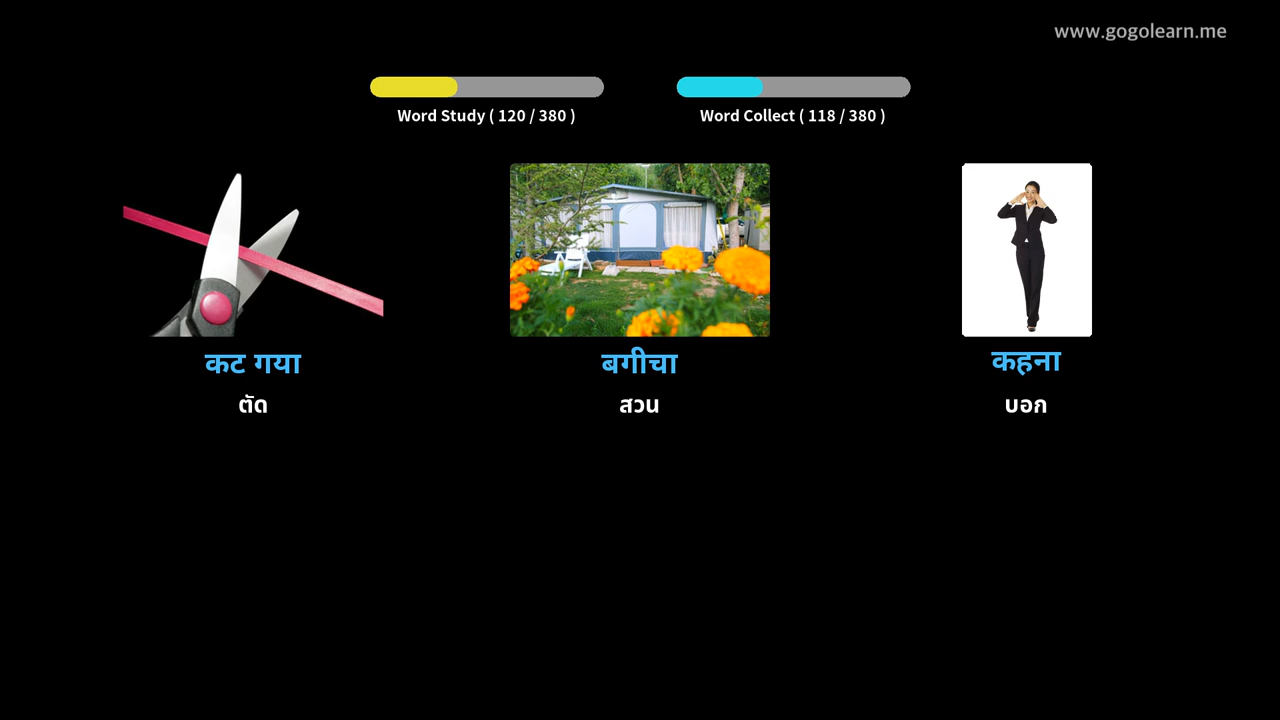 www.gogolearn.me
Word Study ( 120 / 380 )
Word Collect ( 118 / 380 )
कट गया
बगीचा
कहना
ตัด
สวน
บอก